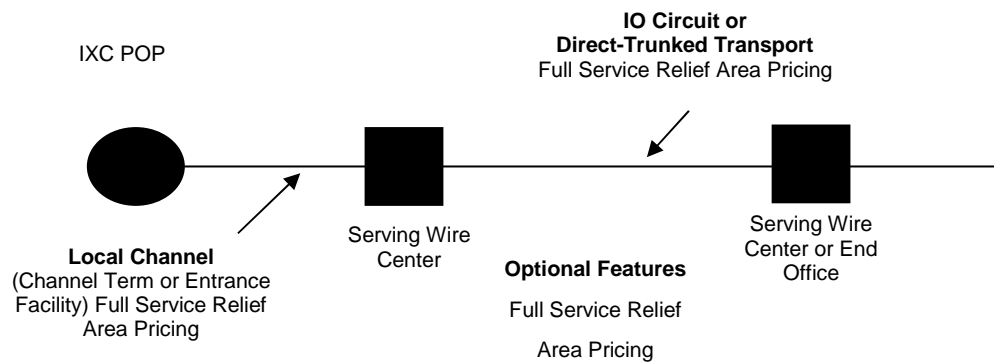 IXC POP
IO Circuit or
Direct-Trunked Transport
Full Service Relief Area Pricing
Local Channel
(Channel Term or Entrance
Facility) Full Service Relief
Area Pricing
Serving Wire
Center
Optional Features
Full Service Relief
Area Pricing
Serving Wire
Center or End
Office